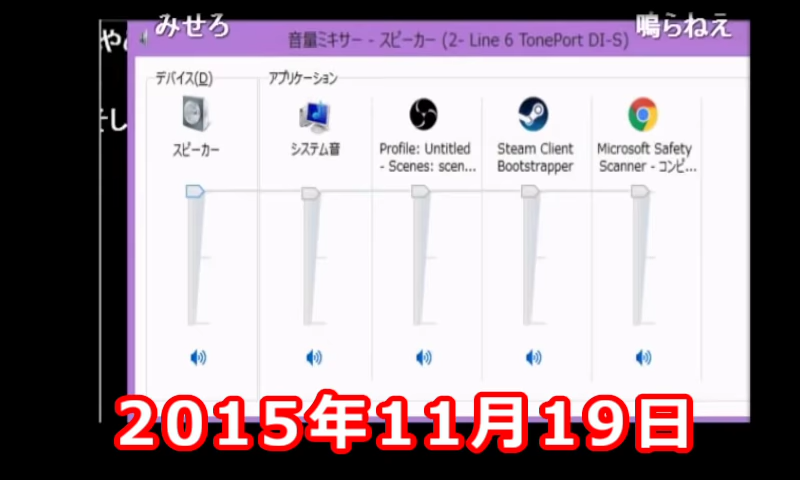 みせろ
鳴らねえ
音量ミキサー - スピーカー (2- Line 6 TonePort DI-S)
デバイス(D)
アプリケーション
スピーカー
システム音
Profile: Untitled
- Scenes: scen...
Steam Client
Bootstrapper
Microsoft Safety
Scanner - コンピ...
2015年11月19日